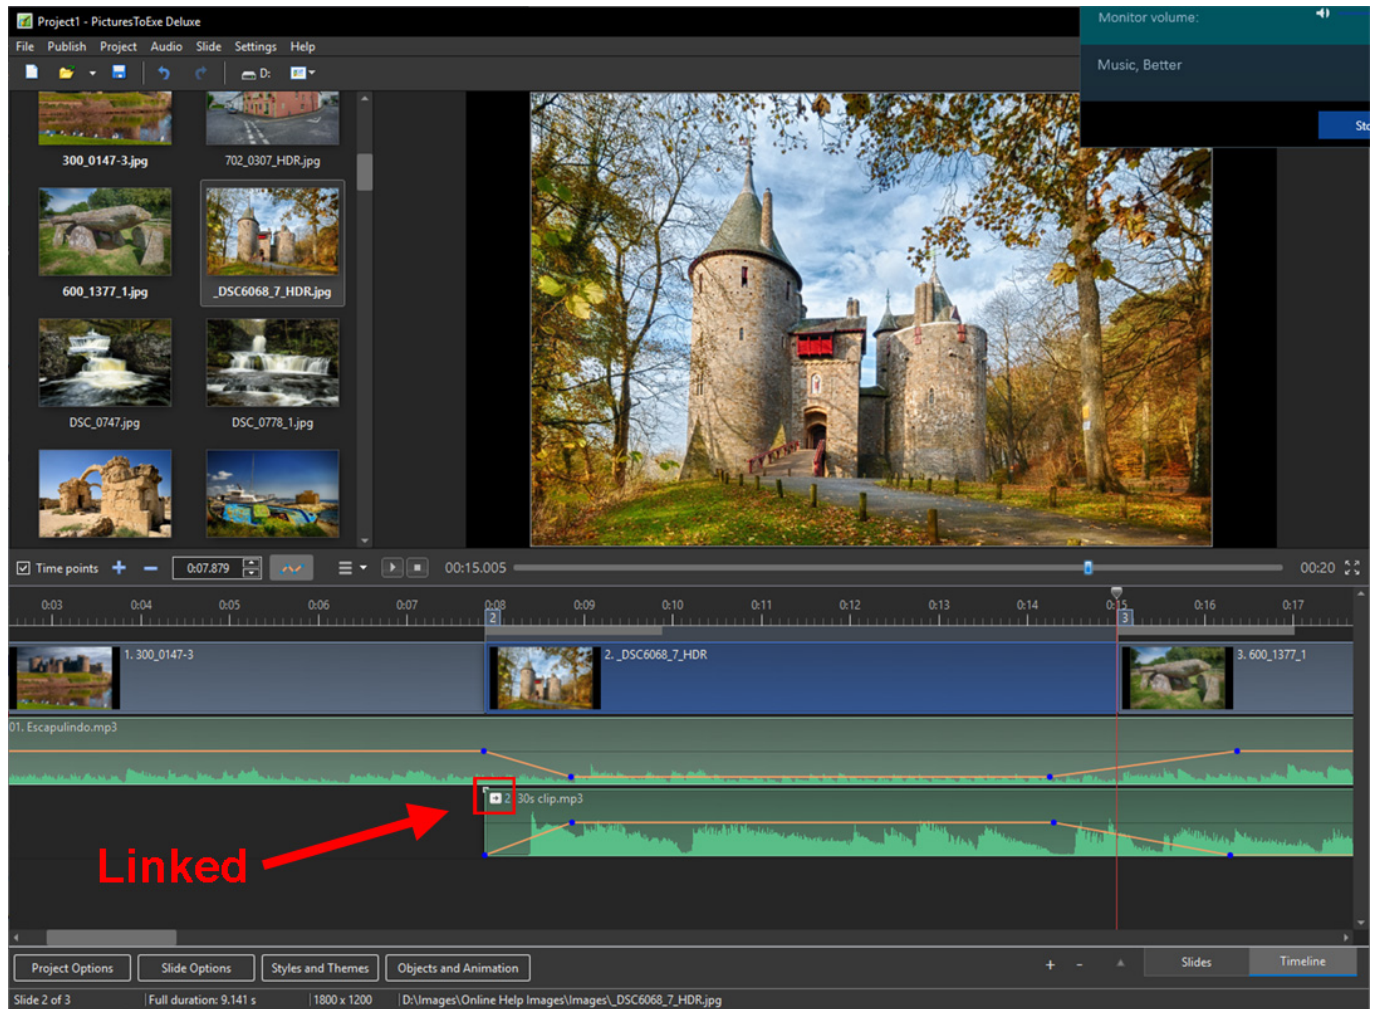 Project1 - PicturesToExe Deluxe
Monitor volume:
File Publish Project Audio Slide Settings Help
Music, Better
D:
300_0147-3.jpg
702_0307_HDR.jpg
600_1377_1.jpg
_DSC6068_7_HDR.jpg
DSC_0747.jpg
DSC_0778_1.jpg
Time points
0:07.879
00:15.005
00:20
0:03 0:04 0:05 0:06 0:07 0:08 0:09 0:10 0:11 0:12 0:13 0:14 0:15 0:16 0:17
2
3
1. 300_0147-3
2. _DSC6068_7_HDR
3. 600_1377_1
01. Escapulindo.mp3
2 30s clip.mp3
Linked
Project Options
Slide Options
Styles and Themes
Objects and Animation
+ -
Slides
Timeline
Slide 2 of 3
Full duration: 9.141 s
1800 x 1200
D:\Images\Online Help Images\Images\_DSC6068_7_HDR.jpg